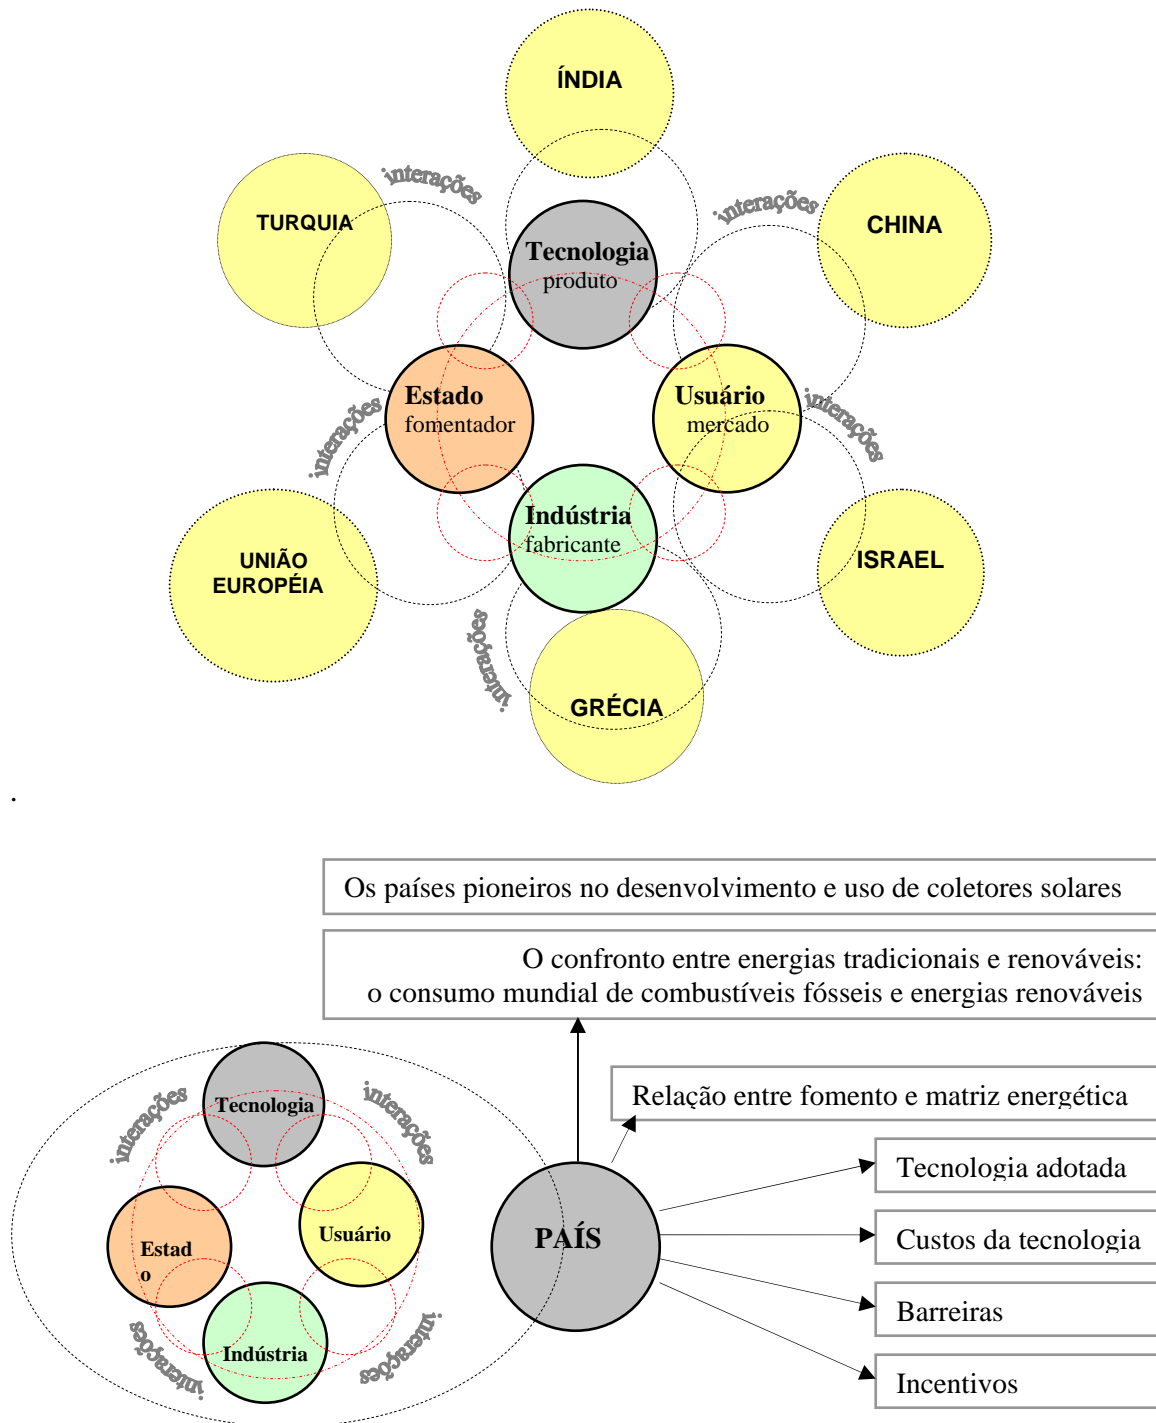 ÍNDIA
interações
interações
TURQUIA
CHINA
Tecnologia
produto
Estado
fomentador
Usuário
mercado
interações
interações
Indústria
fabricante
UNIÃO
EUROPÉIA
ISRAEL
interações
GRÉCIA
.
Os países pioneiros no desenvolvimento e uso de coletores solares
O confronto entre energias tradicionais e renováveis:
o consumo mundial de combustíveis fósseis e energias renováveis
interações
Tecnologia
interações
Relação entre fomento e matriz energética
Tecnologia adotada
Estad
o
Usuário
PAÍS
Custos da tecnologia
Barreiras
interações
Indústria
interações
Incentivos